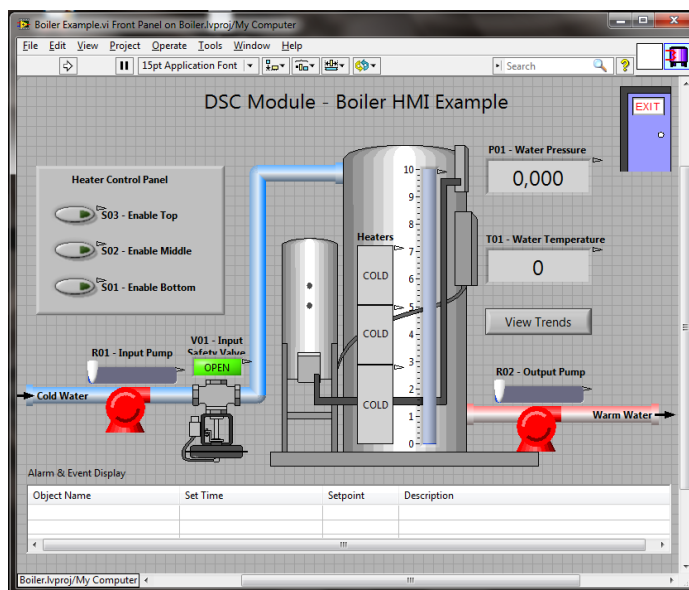 Boiler Example.vi Front Panel on Boiler.lvproj/My Computer
File Edit View Project Operate Tools Window Help
15pt Application Font
Search
DSC Module - Boiler HMI Example
EXIT
Heater Control Panel
S03 - Enable Top
S02 - Enable Middle
S01 - Enable Bottom
P01 - Water Pressure
0,000
T01 - Water Temperature
0
View Trends
Heaters
COLD
COLD
COLD
10
9
8
7
6
5
4
3
2
1
0
V01 - Input
Safety Valve
OPEN
R01 - Input Pump
Cold Water
R02 - Output Pump
Warm Water
Alarm & Event Display
Object Name Set Time Setpoint Description
Boiler.lvproj/My Computer